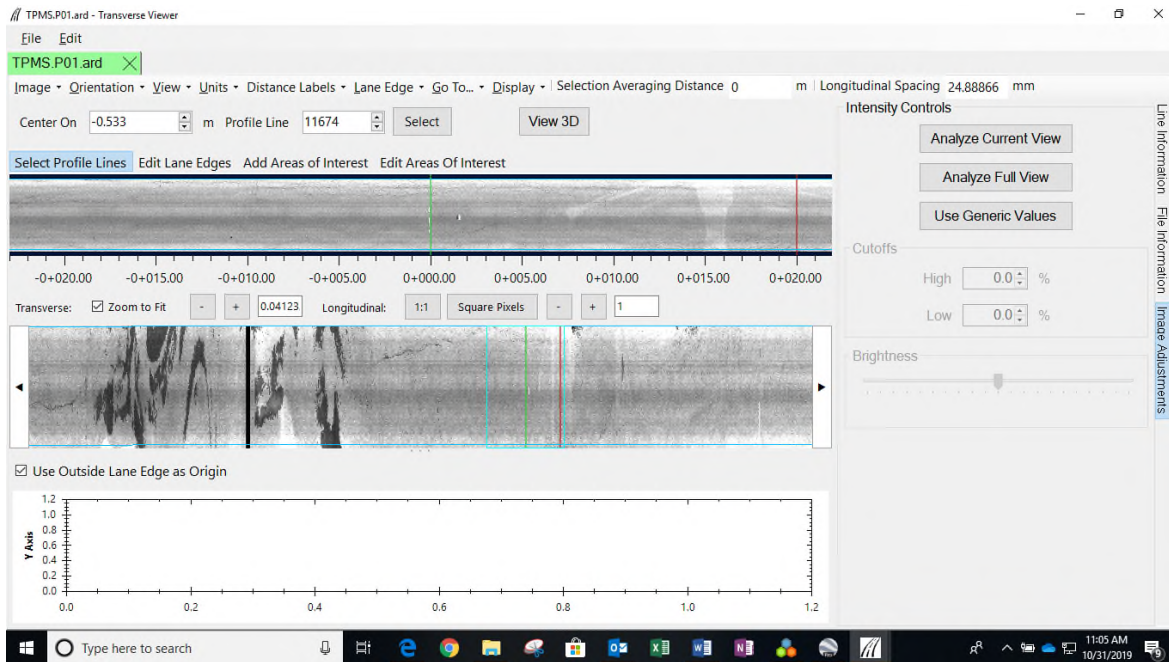 TPMS.P01.ard - Transverse Viewer
File Edit
TPMS.P01.ard
Image Orientation View Units Distance Labels Lane Edge Go To... Display Selection Averaging Distance 0 m Longitudinal Spacing 24.88866 mm
Center On -0.533 m Profile Line 11674 Select View 3D
Select Profile Lines Edit Lane Edges Add Areas of Interest Edit Areas Of Interest
-0+020.00 -0+015.00 -0+010.00 -0+005.00 0+000.00 0+005.00 0+010.00 0+015.00 0+020.00
Transverse: Zoom to Fit - + 0.04123 Longitudinal: 1:1 Square Pixels - + 1
Use Outside Lane Edge as Origin
Y Axis
1.2
1.0
0.8
0.6
0.4
0.2
0.0
0.0 0.2 0.4 0.6 0.8 1.0 1.2
Intensity Controls
Analyze Current View
Analyze Full View
Use Generic Values
Cutoffs
High 0.0 %
Low 0.0 %
Brightness
Line Information
File Information
Image Adjustments
Type here to search
11:05 AM
10/31/2019